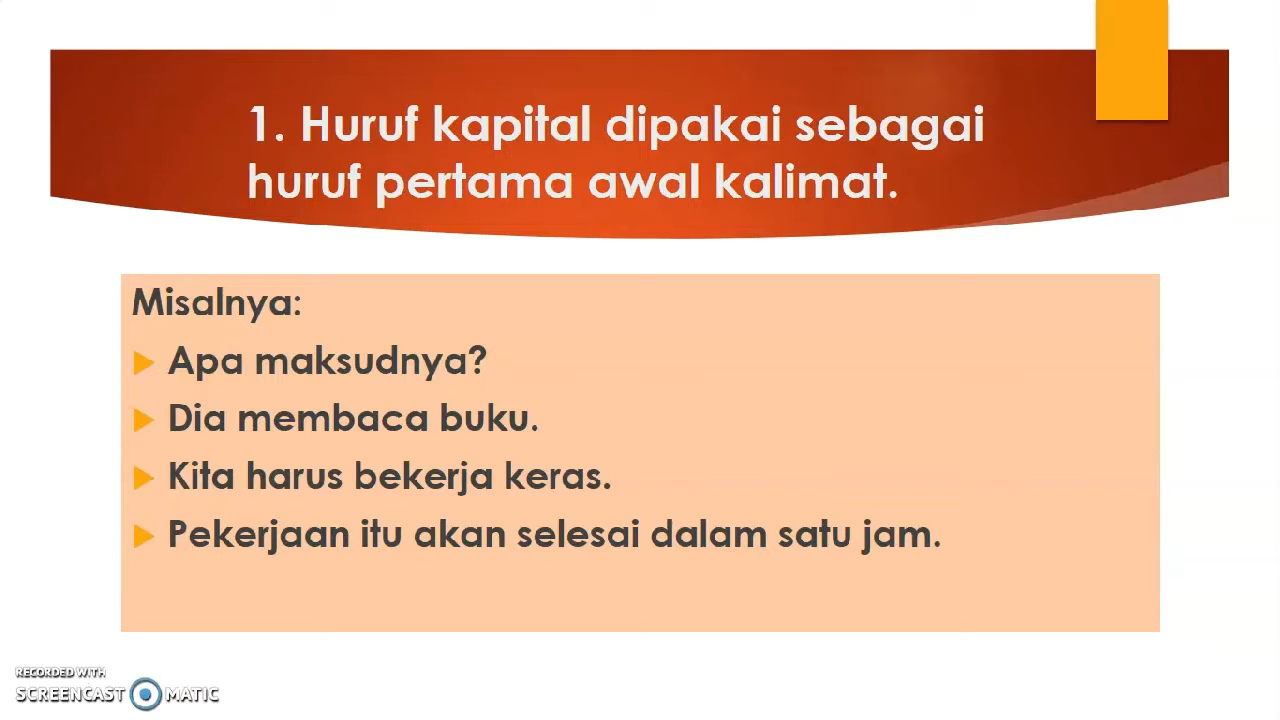 1. Huruf kapital dipakai sebagai
huruf pertama awal kalimat.
Misalnya:
Apa maksudnya?
Dia membaca buku.
Kita harus bekerja keras.
Pekerjaan itu akan selesai dalam satu jam.
RECORDED WITH
SCREENCAST MATIC